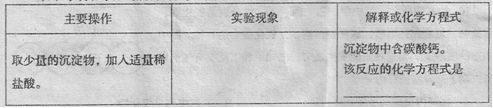 主要操作
实验现象
解释或化学方程式
取少量的沉淀物，加入适量稀
盐酸。
沉淀物中含碳酸钙。
该反应的化学方程式是